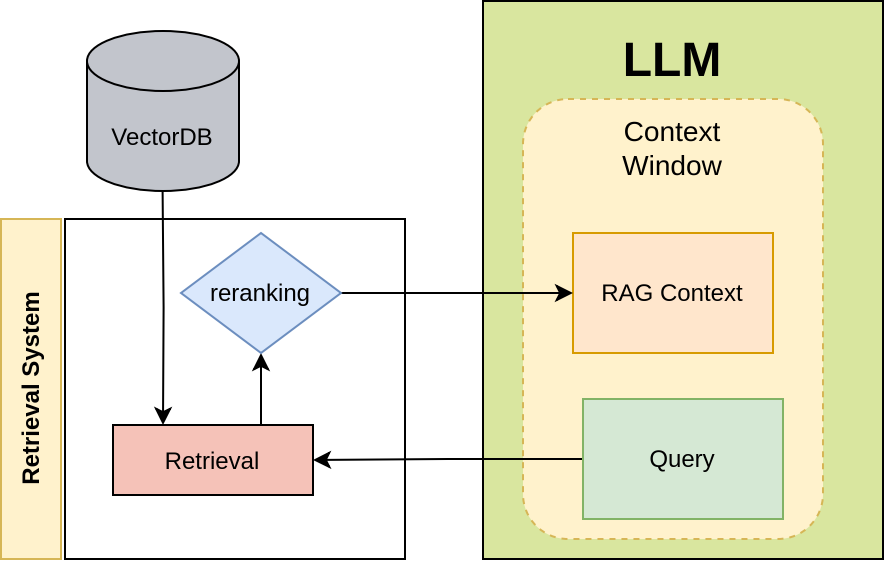 LLM
VectorDB
Context
Window
Retrieval System
reranking
RAG Context
Retrieval
Query